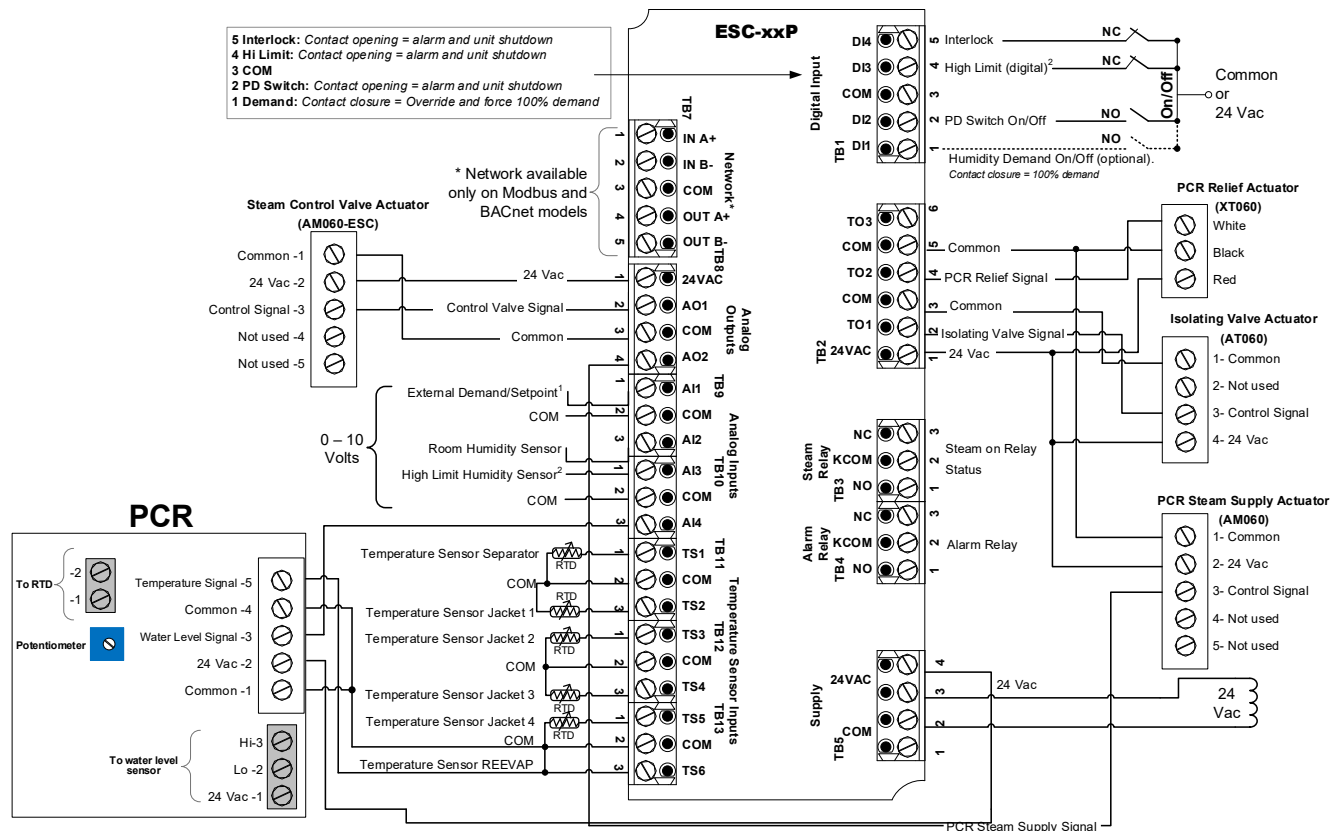 5 Interlock: Contact opening = alarm and unit shutdown
4 Hi Limit: Contact opening = alarm and unit shutdown
3 COM
2 PD Switch: Contact opening = alarm and unit shutdown
1 Demand: Contact closure = Override and force 100% demand
ESC-xxP
TB7
1 IN A+
2 IN B-
3 COM
4 OUT A+
5 OUT B-
Network*
* Network available
only on Modbus and
BACnet models
Steam Control Valve Actuator
(AM060-ESC)
Common -1
24 Vac -2
Control Signal -3
Not used -4
Not used -5
24 Vac
Control Valve Signal
Common
TB8
1 24VAC
2 AO1
3 COM
4 AO2
Analog
Outputs
0 – 10
Volts
External Demand/Setpoint1
COM
Room Humidity Sensor
High Limit Humidity Sensor2
COM
TB9
1 AI1
2 COM
3 AI2
Analog Inputs
TB10
1 AI3
2 COM
3 AI4
PCR
To RTD
-2
-1
Potentiometer
Temperature Signal -5
Common -4
Water Level Signal -3
24 Vac -2
Common -1
To water level
sensor
Hi-3
Lo -2
24 Vac -1
Temperature Sensor Separator
RTD
COM
RTD
Temperature Sensor Jacket 1
Temperature Sensor Jacket 2
RTD
COM
Temperature Sensor Jacket 3
RTD
Temperature Sensor Jacket 4
RTD
COM
Temperature Sensor REEVAP
TB11
1 TS1
2 COM
3 TS2
TB12
1 TS3
2 COM
3 TS4
TB13
1 TS5
2 COM
3 TS6
Temperature Sensor Inputs
Digital Input
TB1
DI4 5 Interlock NC
DI3 4 High Limit (digital)2 NC
COM 3
DI2 2 PD Switch On/Off NO
DI1 1 NO
Humidity Demand On/Off (optional).
Contact closure = 100% demand
On/Off
Common
or
24 Vac
TB2
TO3 6
COM 5 Common
TO2 4 PCR Relief Signal
COM 3 Common
TO1 2 Isolating Valve Signal
24VAC 1 24 Vac
PCR Relief Actuator
(XT060)
White
Black
Red
Isolating Valve Actuator
(AT060)
1- Common
2- Not used
3- Control Signal
4- 24 Vac
Steam
Relay
TB3
NC 3
KCOM 2
NO 1
Steam on Relay
Status
Alarm
Relay
TB4
NC 3
KCOM 2 Alarm Relay
NO 1
PCR Steam Supply Actuator
(AM060)
1- Common
2- 24 Vac
3- Control Signal
4- Not used
5- Not used
Supply
TB5
24VAC
COM
4
3
2
1
24 Vac
24
Vac
PCR Steam Supply Signal